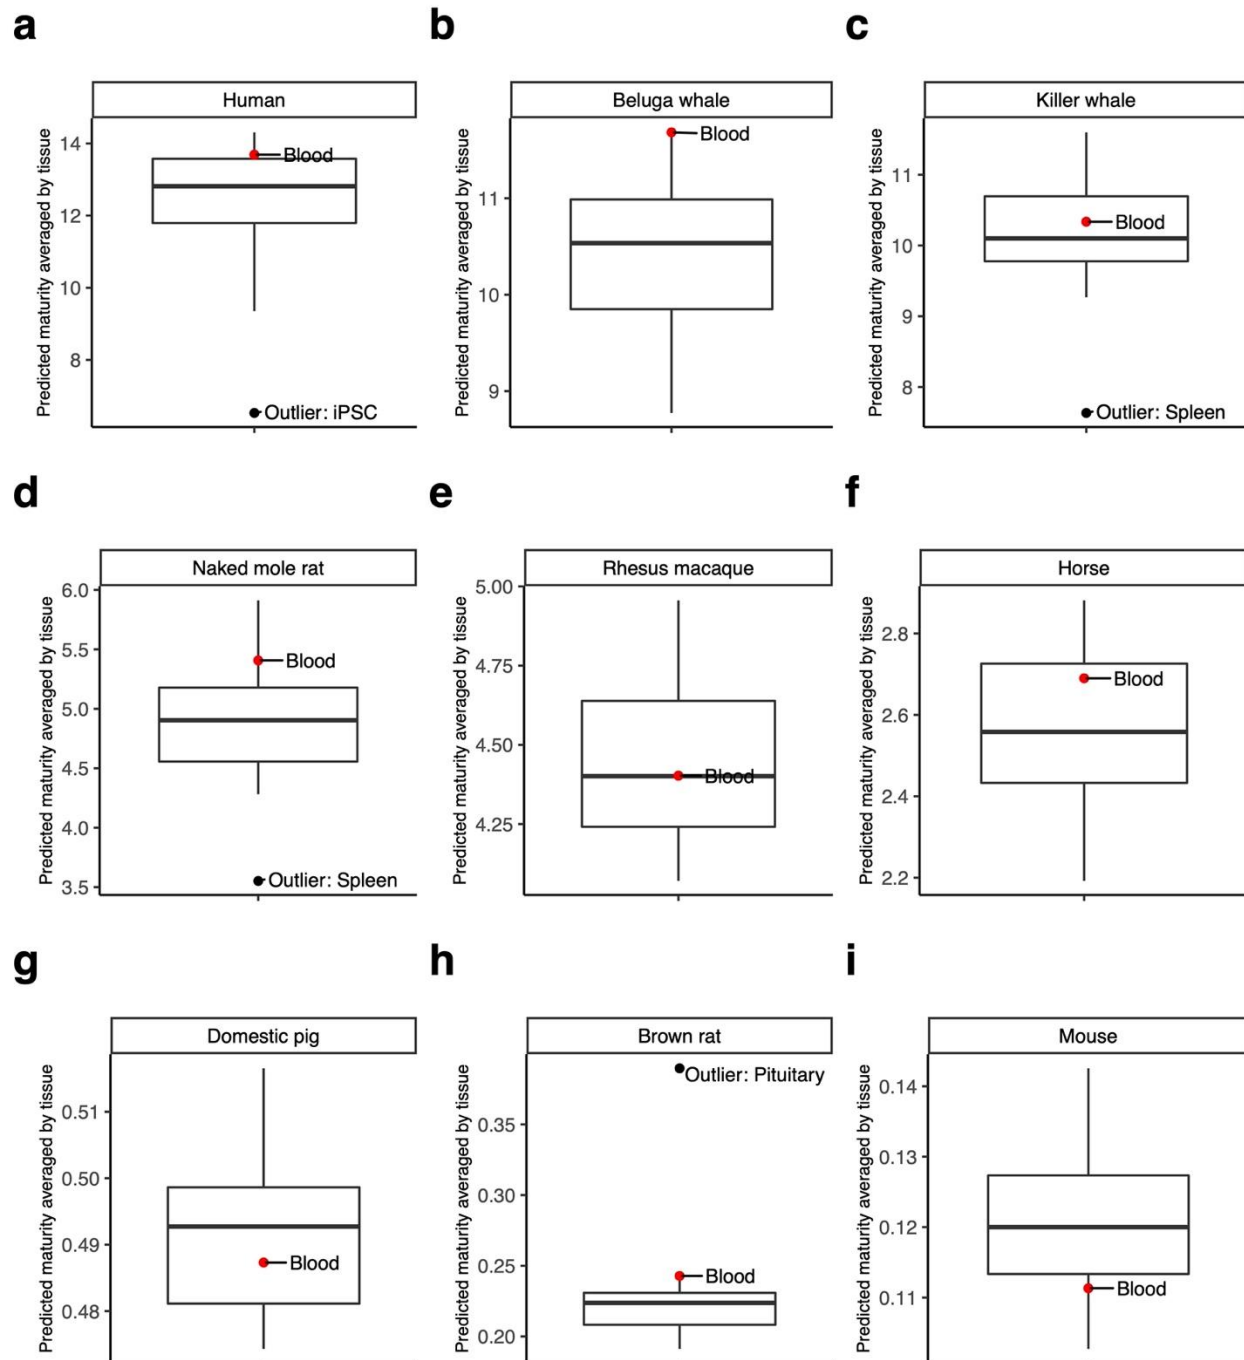 a
b
c
Human
Beluga whale
Killer whale
Predicted maturity averaged by tissue
14
12
10
8
Blood
Outlier: iPSC
Predicted maturity averaged by tissue
11
10
9
Blood
Predicted maturity averaged by tissue
11
10
9
8
Blood
Outlier: Spleen
d
e
f
Naked mole rat
Rhesus macaque
Horse
Predicted maturity averaged by tissue
6.0
5.5
5.0
4.5
4.0
3.5
Blood
Outlier: Spleen
Predicted maturity averaged by tissue
5.00
4.75
4.50
4.25
Blood
Predicted maturity averaged by tissue
2.8
2.6
2.4
2.2
Blood
g
h
i
Domestic pig
Brown rat
Mouse
Predicted maturity averaged by tissue
0.51
0.50
0.49
0.48
Blood
Predicted maturity averaged by tissue
0.35
0.30
0.25
0.20
Outlier: Pituitary
Blood
Predicted maturity averaged by tissue
0.14
0.13
0.12
0.11
Blood